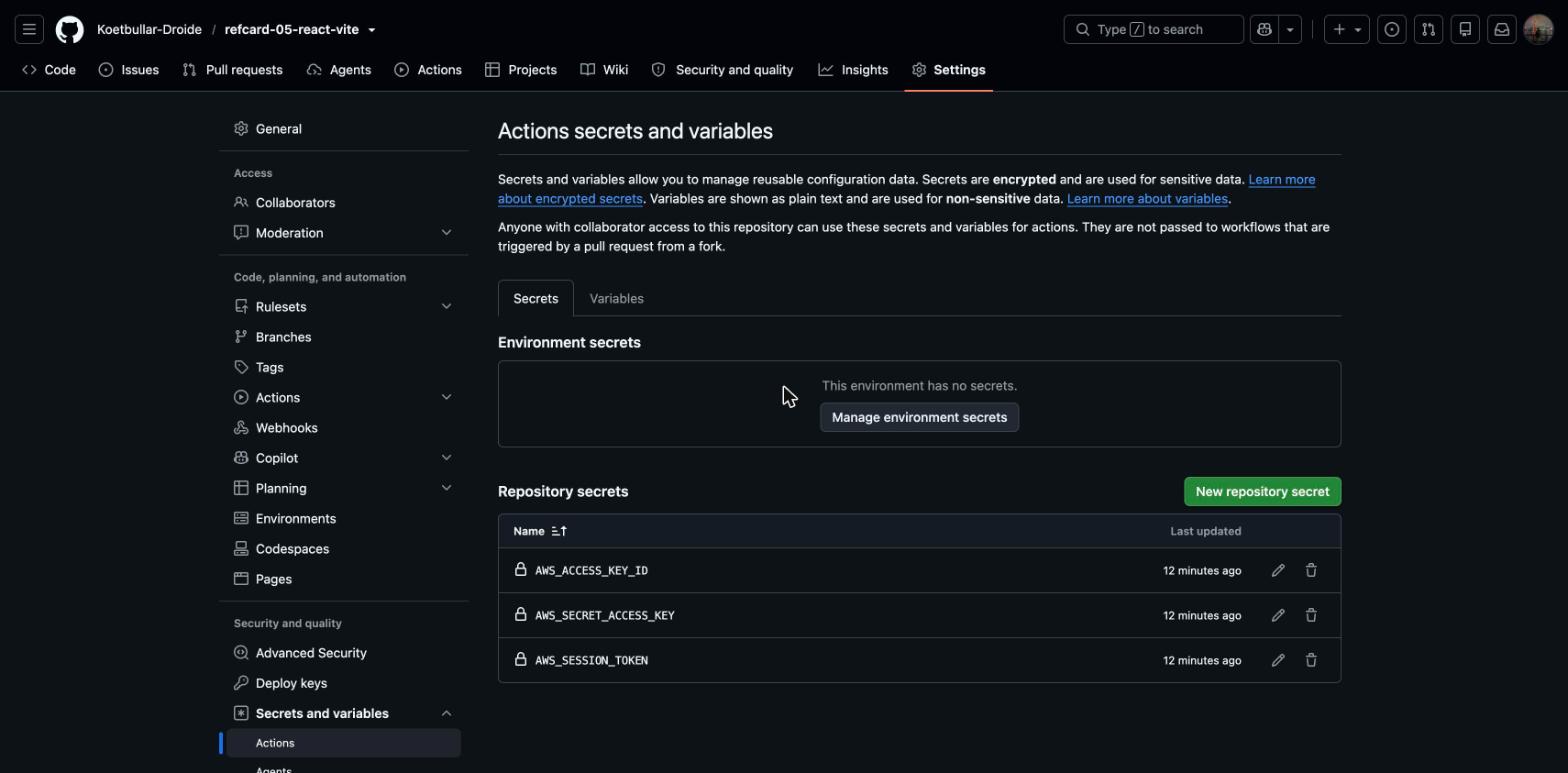 Koetbullar-Droide / refcard-05-react-vite
Type / to search
Code
Issues
Pull requests
Agents
Actions
Projects
Wiki
Security and quality
Insights
Settings
General
Access
Collaborators
Moderation
Code, planning, and automation
Rulesets
Branches
Tags
Actions
Webhooks
Copilot
Planning
Environments
Codespaces
Pages
Security and quality
Advanced Security
Deploy keys
Secrets and variables
Actions
Agents
Actions secrets and variables
Secrets and variables allow you to manage reusable configuration data. Secrets are encrypted and are used for sensitive data. Learn more
about encrypted secrets. Variables are shown as plain text and are used for non-sensitive data. Learn more about variables.
Anyone with collaborator access to this repository can use these secrets and variables for actions. They are not passed to workflows that are
triggered by a pull request from a fork.
Secrets
Variables
Environment secrets
This environment has no secrets.
Manage environment secrets
Repository secrets
New repository secret
Name
Last updated
AWS_ACCESS_KEY_ID
12 minutes ago
AWS_SECRET_ACCESS_KEY
12 minutes ago
AWS_SESSION_TOKEN
12 minutes ago